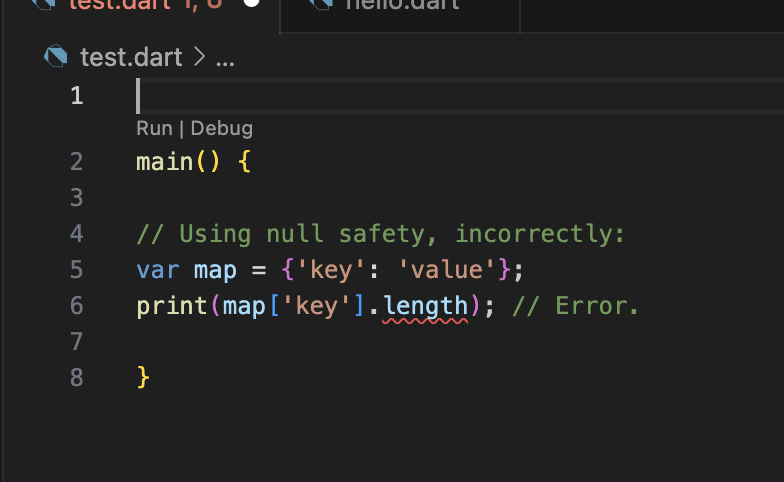 test.dart 1, U
hello.dart
test.dart > ...
1
Run | Debug
2 main() {
3
4 // Using null safety, incorrectly:
5 var map = {'key': 'value'};
6 print(map['key'].length); // Error.
7
8 }